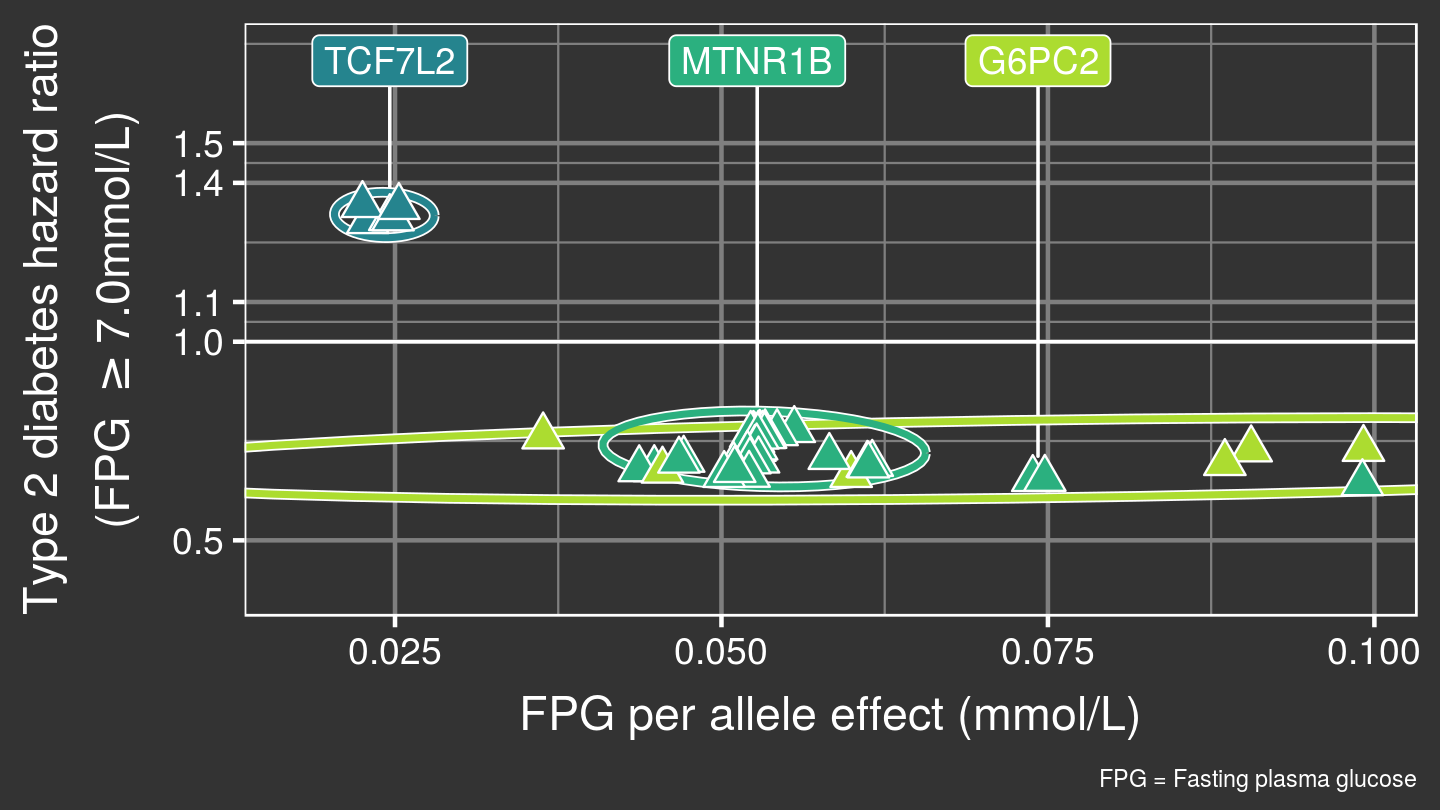 TCF7L2 MTNR1B G6PC2
Type 2 diabetes hazard ratio
(FPG ≥ 7.0mmol/L)
1.5
1.4
1.1
1.0
0.5
0.025 0.050 0.075 0.100
FPG per allele effect (mmol/L)
FPG = Fasting plasma glucose